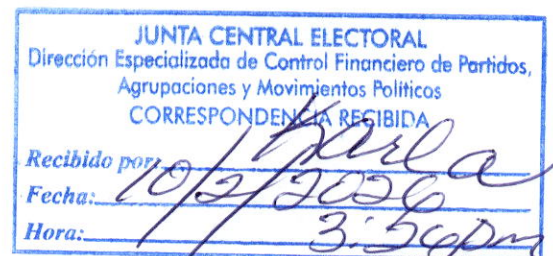 JUNTA CENTRAL ELECTORAL
Dirección Especializada de Control Financiero de Partidos,
Agrupaciones y Movimientos Políticos
CORRESPONDENCIA RECIBIDA
Recibido por: Karla
Fecha: 10/2/2026
Hora: 3:56pm